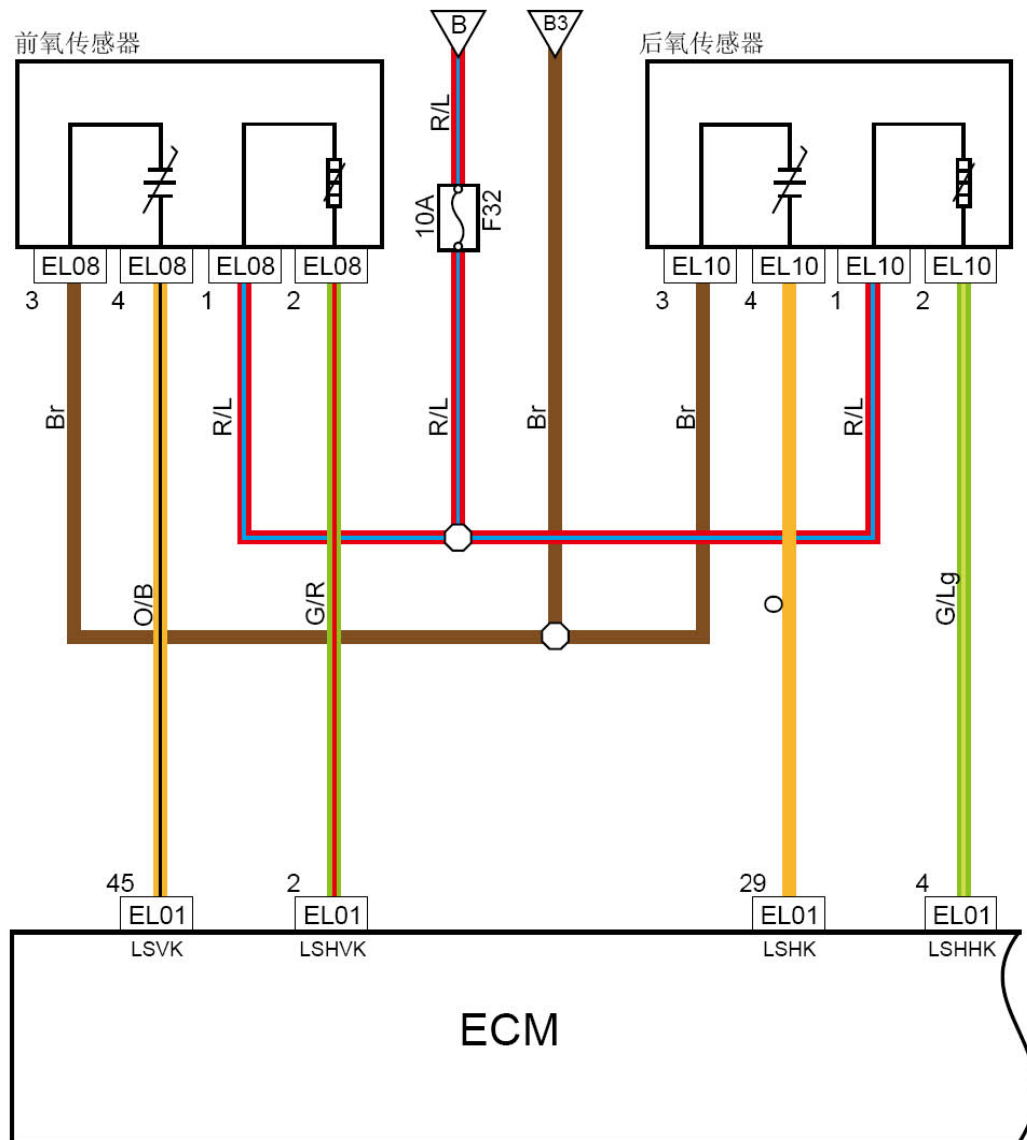 B B3
前氧传感器 后氧传感器
R/L
10A F32
EL08 EL08 EL08 EL08 EL10 EL10 EL10 EL10
3 4 1 2 3 4 1 2
Br R/L R/L Br Br R/L
O/B G/R O G/Lg
45 2 29 4
EL01 EL01 EL01 EL01
LSVK LSHVK LSHK LSHHK
ECM